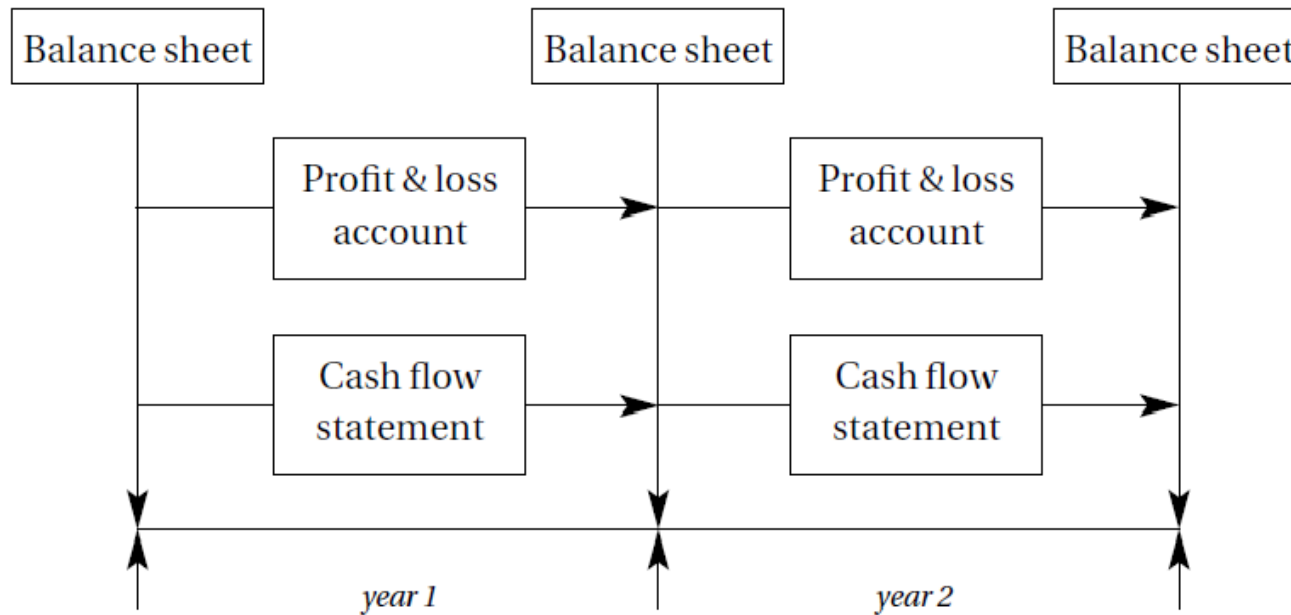 Balance sheet
Balance sheet
Balance sheet
Profit & loss
account
Profit & loss
account
Cash flow
statement
Cash flow
statement
year 1
year 2